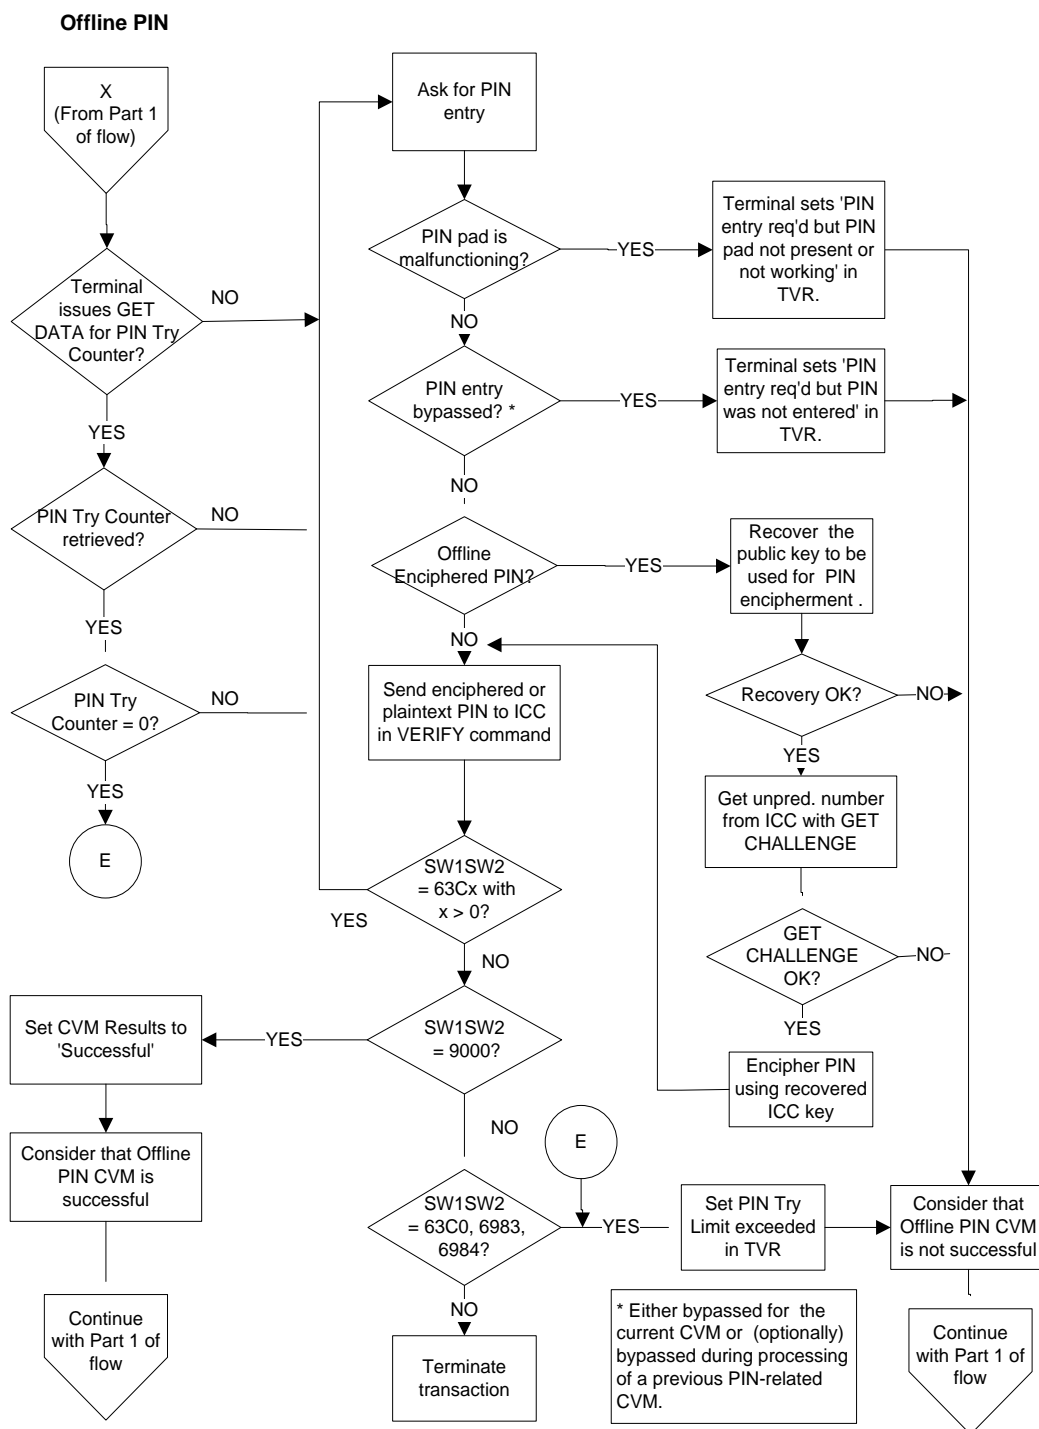 Offline PIN
X
(From Part 1
of flow)
Terminal
issues GET
DATA for PIN Try
Counter?
NO
YES
PIN Try Counter
retrieved?
NO
YES
PIN Try
Counter = 0?
NO
YES
E
Ask for PIN
entry
PIN pad is
malfunctioning?
YES
Terminal sets 'PIN
entry req'd but PIN
pad not present or
not working' in
TVR.
NO
PIN entry
bypassed? *
YES
Terminal sets 'PIN
entry req'd but PIN
was not entered' in
TVR.
NO
Offline
Enciphered PIN?
YES
Recover the
public key to be
used for PIN
encipherment .
NO
Send enciphered or
plaintext PIN to ICC
in VERIFY command
Recovery OK?
NO
YES
Get unpred. number
from ICC with GET
CHALLENGE
GET
CHALLENGE
OK?
NO
YES
Encipher PIN
using recovered
ICC key
SW1SW2
= 63Cx with
x > 0?
YES
NO
SW1SW2
= 9000?
YES
Set CVM Results to
'Successful'
Consider that Offline
PIN CVM is
successful
Continue
with Part 1 of
flow
NO
E
SW1SW2
= 63C0, 6983,
6984?
YES
Set PIN Try
Limit exceeded
in TVR
Consider that
Offline PIN CVM
is not successful
NO
Terminate
transaction
* Either bypassed for the
current CVM or (optionally)
bypassed during processing
of a previous PIN-related
CVM.
Continue
with Part 1 of
flow